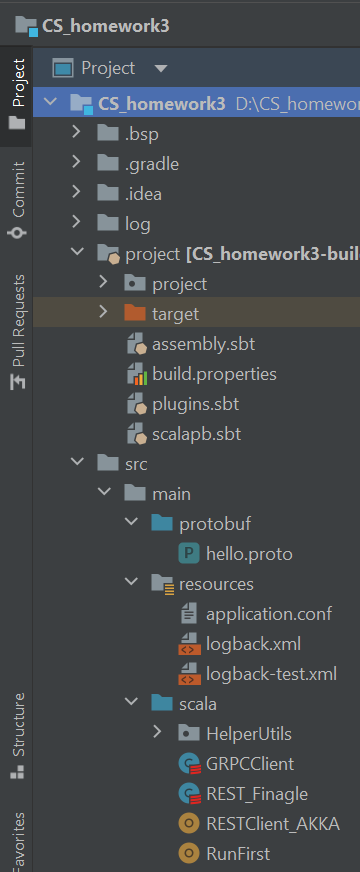 CS_homework3
Project
CS_homework3 D:\CS_homewor
.bsp
.gradle
.idea
log
project [CS_homework3-buil
project
target
assembly.sbt
build.properties
plugins.sbt
scalapb.sbt
src
main
protobuf
P hello.proto
resources
application.conf
logback.xml
logback-test.xml
scala
HelperUtils
C GRPCClient
C REST_Finagle
O RESTClient_AKKA
O RunFirst
Project
Commit
Pull Requests
Structure
Favorites